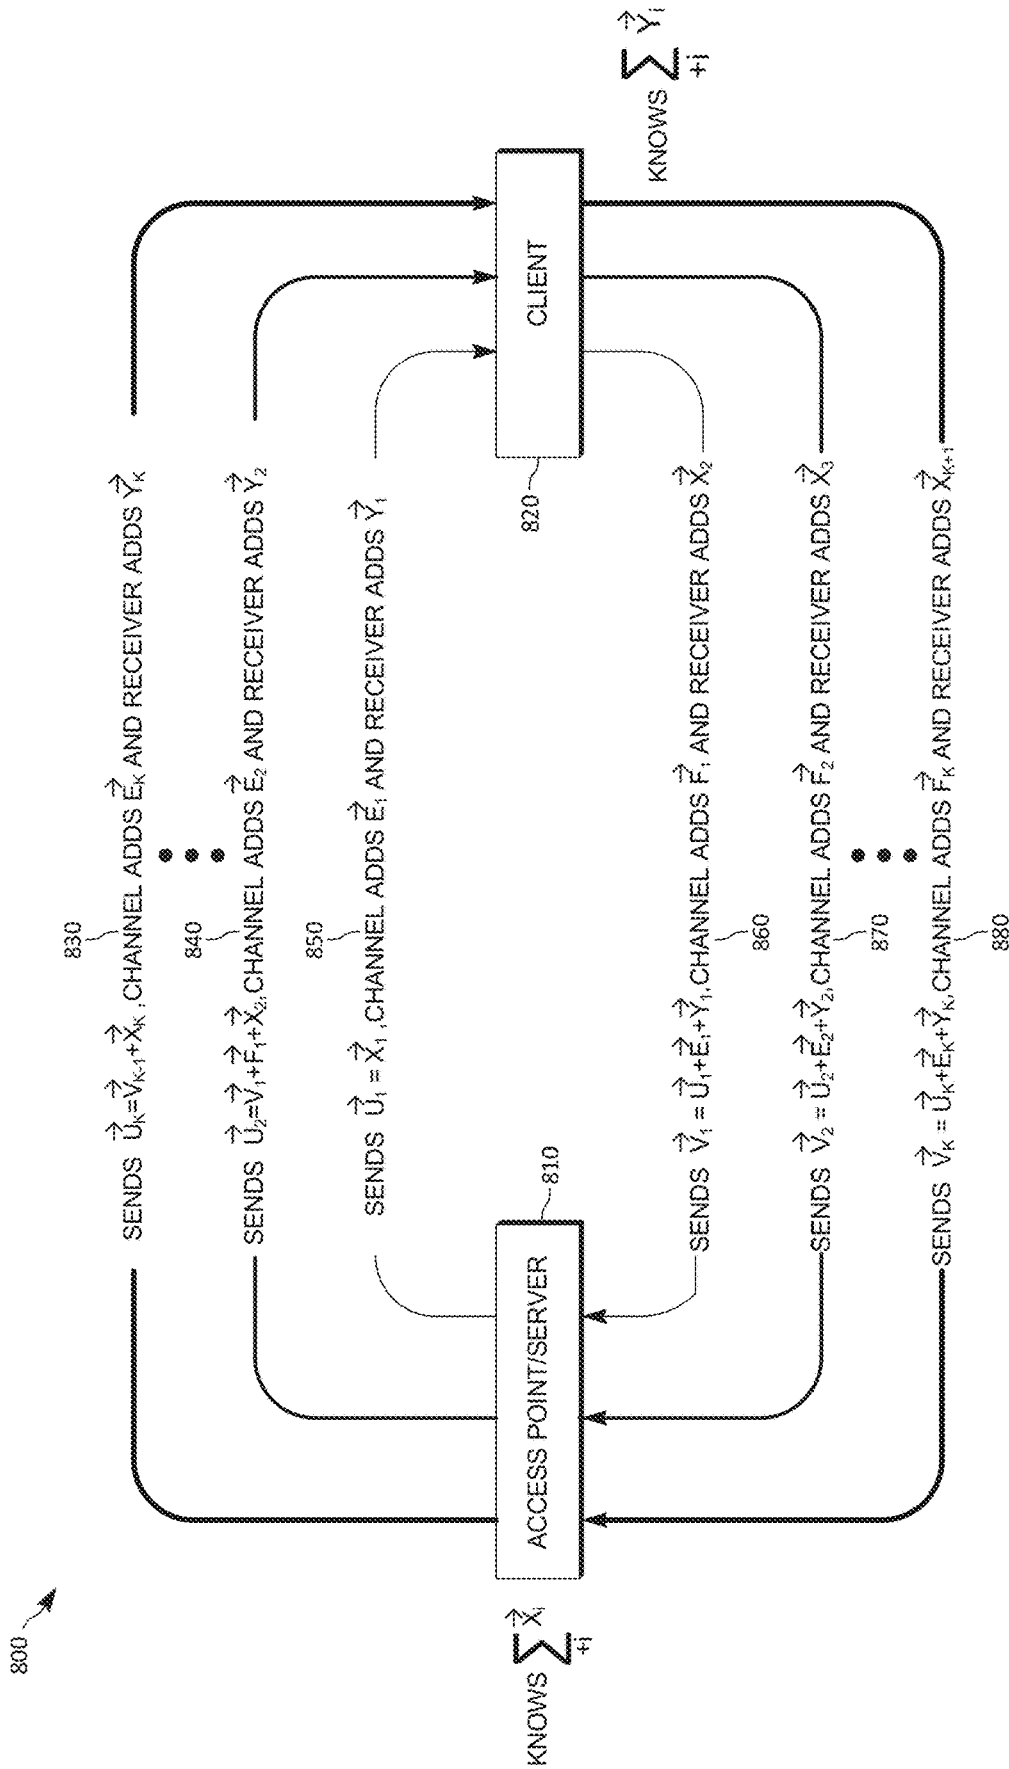 800
830
SENDS U⃗K=V⃗K-1+X⃗K ,CHANNEL ADDS E⃗K AND RECEIVER ADDS Y⃗K
840
SENDS U⃗2=V⃗1+F⃗1+X⃗2,CHANNEL ADDS E⃗2 AND RECEIVER ADDS Y⃗2
850
SENDS U⃗1 = X⃗1 ,CHANNEL ADDS E⃗1 AND RECEIVER ADDS Y⃗1
KNOWS ∑ X⃗i
+i
810
ACCESS POINT/SERVER
820
CLIENT
KNOWS ∑ Y⃗i
+i
SENDS V⃗1 = U⃗1+E⃗1+Y⃗1,CHANNEL ADDS F⃗1 AND RECEIVER ADDS X⃗2
860
SENDS V⃗2 = U⃗2+E⃗2+Y⃗2,CHANNEL ADDS F⃗2 AND RECEIVER ADDS X⃗3
870
SENDS V⃗K = U⃗K+E⃗K+Y⃗K,CHANNEL ADDS F⃗K AND RECEIVER ADDS X⃗K+1
880